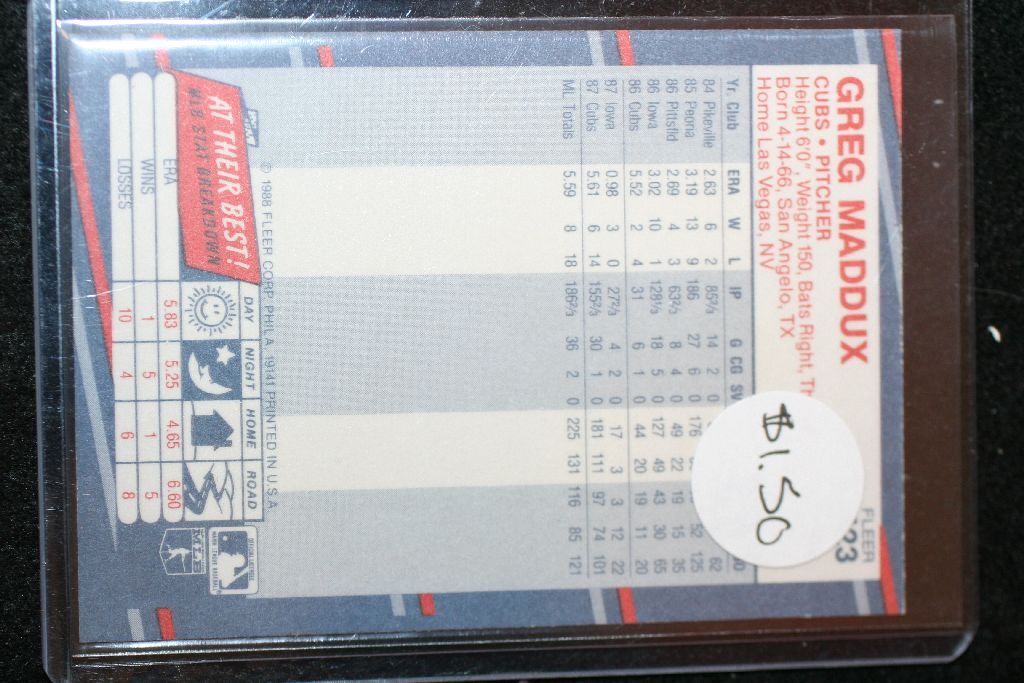 FLEER
23
GREG MADDUX
CUBS • PITCHER
Height 6'0", Weight 150, Bats Right,
Born 4-14-66, San Angelo, TX
Home Las Vegas, NV
$1.50
Yr. Club ERA W L IP G CG SV
84 Pikeville 2.63 6 2 85⅔ 14 2 0 62
85 Peoria 3.19 13 9 186 27 6 0 176 52 125
86 Pittsfld 2.69 4 3 63⅔ 8 4 0 49 22 19 15 35
86 Iowa 3.02 10 1 128⅓ 18 5 0 127 49 43 30 65
86 Cubs 5.52 2 4 31 6 1 0 44 20 19 11 20
87 Iowa 0.98 3 0 27⅔ 4 2 0 17 3 3 12 22
87 Cubs 5.61 6 14 155⅔ 30 1 0 181 111 97 74 101
ML Totals 5.59 8 18 186⅔ 36 2 0 225 131 116 85 121
© 1988 FLEER CORP. PHILA. 19141 PRINTED IN U.S.A
AT THEIR BEST!
MLB STAT BREAKDOWN
DAY NIGHT HOME ROAD
ERA 5.83 5.25 4.65 6.60
WINS 1 5 1 5
LOSSES 10 4 6 8